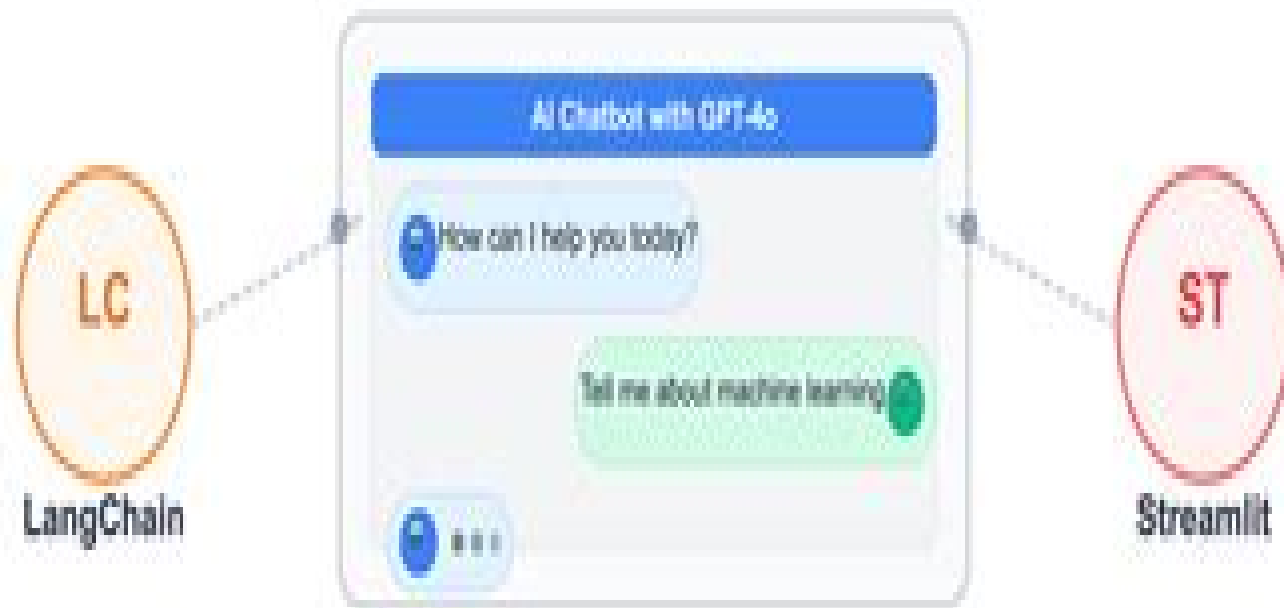 AI Chatbot with GPT-4o
How can I help you today?
LC
ST
Tell me about machine learning
LangChain
Streamlit